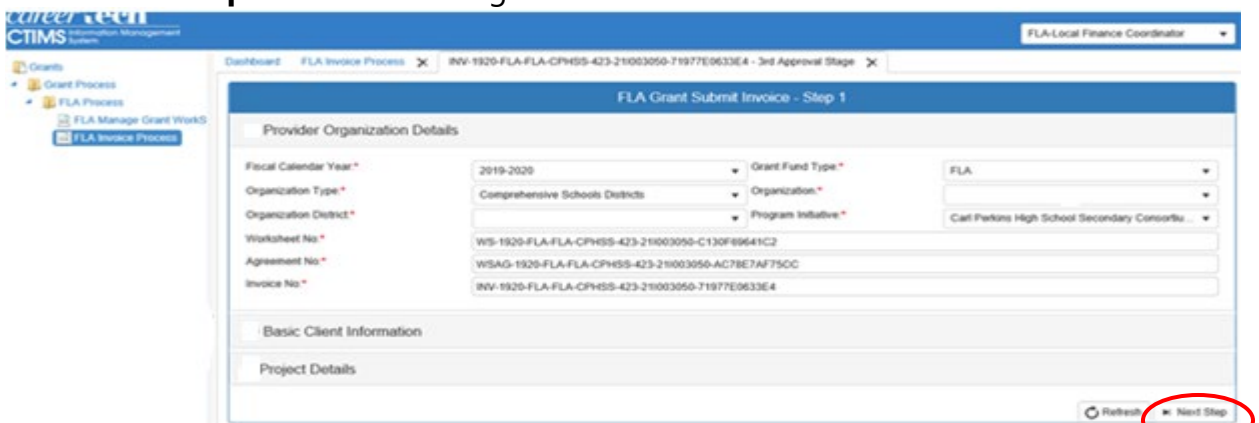 career tech
CTIMS Information Management System
FLA-Local Finance Coordinator
Grants
Grant Process
FLA Process
FLA Manage Grant WorkS
FLA Invoice Process
Dashboard FLA Invoice Process INV-1920-FLA-FLA-CPHSS-423-21I003050-71977E0633E4 - 3rd Approval Stage
FLA Grant Submit Invoice - Step 1
Provider Organization Details
Fiscal Calendar Year:* 2019-2020 Grant Fund Type:* FLA
Organization Type:* Comprehensive Schools Districts Organization:*
Organization District:* Program Initiative:* Carl Perkins High School Secondary Consortiu...
Worksheet No:* WS-1920-FLA-FLA-CPHSS-423-21I003050-C130F69641C2
Agreement No:* WSAG-1920-FLA-FLA-CPHSS-423-21I003050-AC78E7AF75CC
Invoice No:* INV-1920-FLA-FLA-CPHSS-423-21I003050-71977E0633E4
Basic Client Information
Project Details
Refresh Next Step